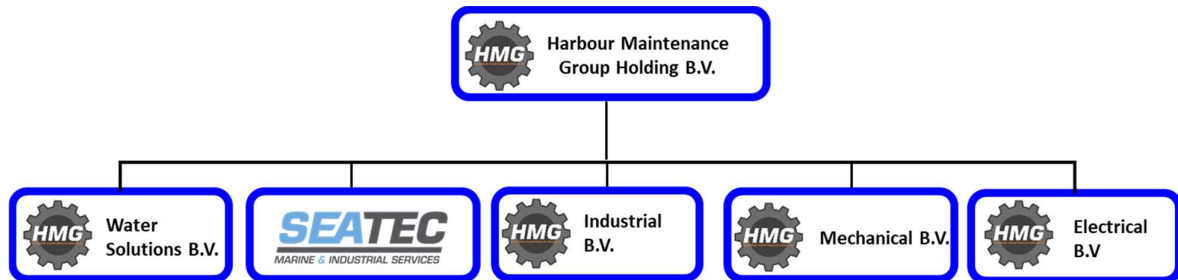 HMG
Harbour Maintenance
Group Holding B.V.
HMG
Water
Solutions B.V.
SEATEC
MARINE & INDUSTRIAL SERVICES
HMG
Industrial
B.V.
HMG
Mechanical B.V.
HMG
Electrical
B.V